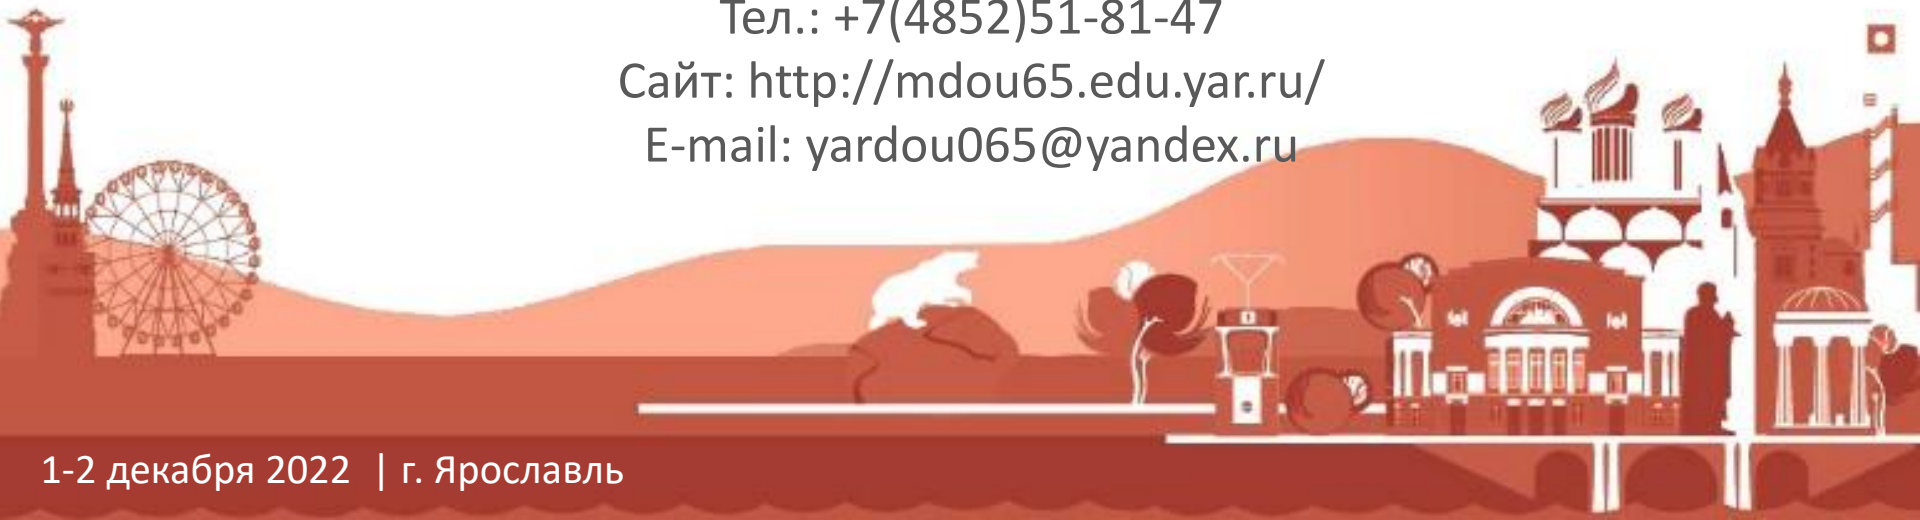 Тел.: +7(4852)51-81-47
Сайт: http://mdou65.edu.yar.ru/
E-mail: yardou065@yandex.ru
1-2 декабря 2022 | г. Ярославль